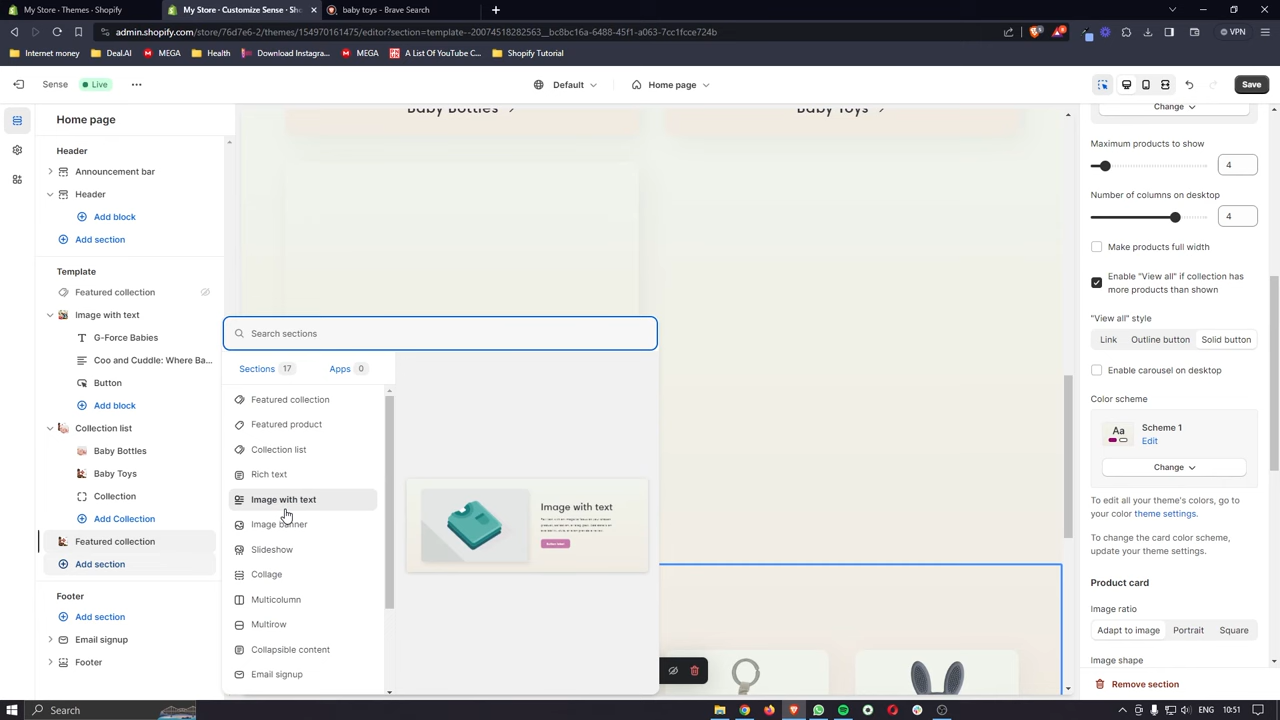 My Store · Themes · Shopify
My Store · Customize Sense · Sh
baby toys - Brave Search
admin.shopify.com/store/76d7e6-2/themes/154970161475/editor?section=template--20074518282563__bc8bc16a-6488-45f1-a063-7cc1fcce724b
VPN
Internet money
Deal.AI
MEGA
Health
Download Instagra...
MEGA
A List Of YouTube C...
Shopify Tutorial
Sense
Live
Default
Home page
Save
Home page
Header
Announcement bar
Header
Add block
Add section
Template
Featured collection
Image with text
G-Force Babies
Coo and Cuddle: Where Ba...
Button
Add block
Collection list
Baby Bottles
Baby Toys
Collection
Add Collection
Featured collection
Add section
Footer
Add section
Email signup
Footer
Baby Bottles
Baby Toys
Search sections
Sections 17
Apps 0
Featured collection
Featured product
Collection list
Rich text
Image with text
Image banner
Slideshow
Collage
Multicolumn
Multirow
Collapsible content
Email signup
Image with text
Change
Maximum products to show
4
Number of columns on desktop
4
Make products full width
Enable "View all" if collection has
more products than shown
"View all" style
Link
Outline button
Solid button
Enable carousel on desktop
Color scheme
Aa
Scheme 1
Edit
Change
To edit all your theme's colors, go to
your color theme settings.
To change the card color scheme,
update your theme settings.
Product card
Image ratio
Adapt to image
Portrait
Square
Image shape
Remove section
Search
ENG
10:51